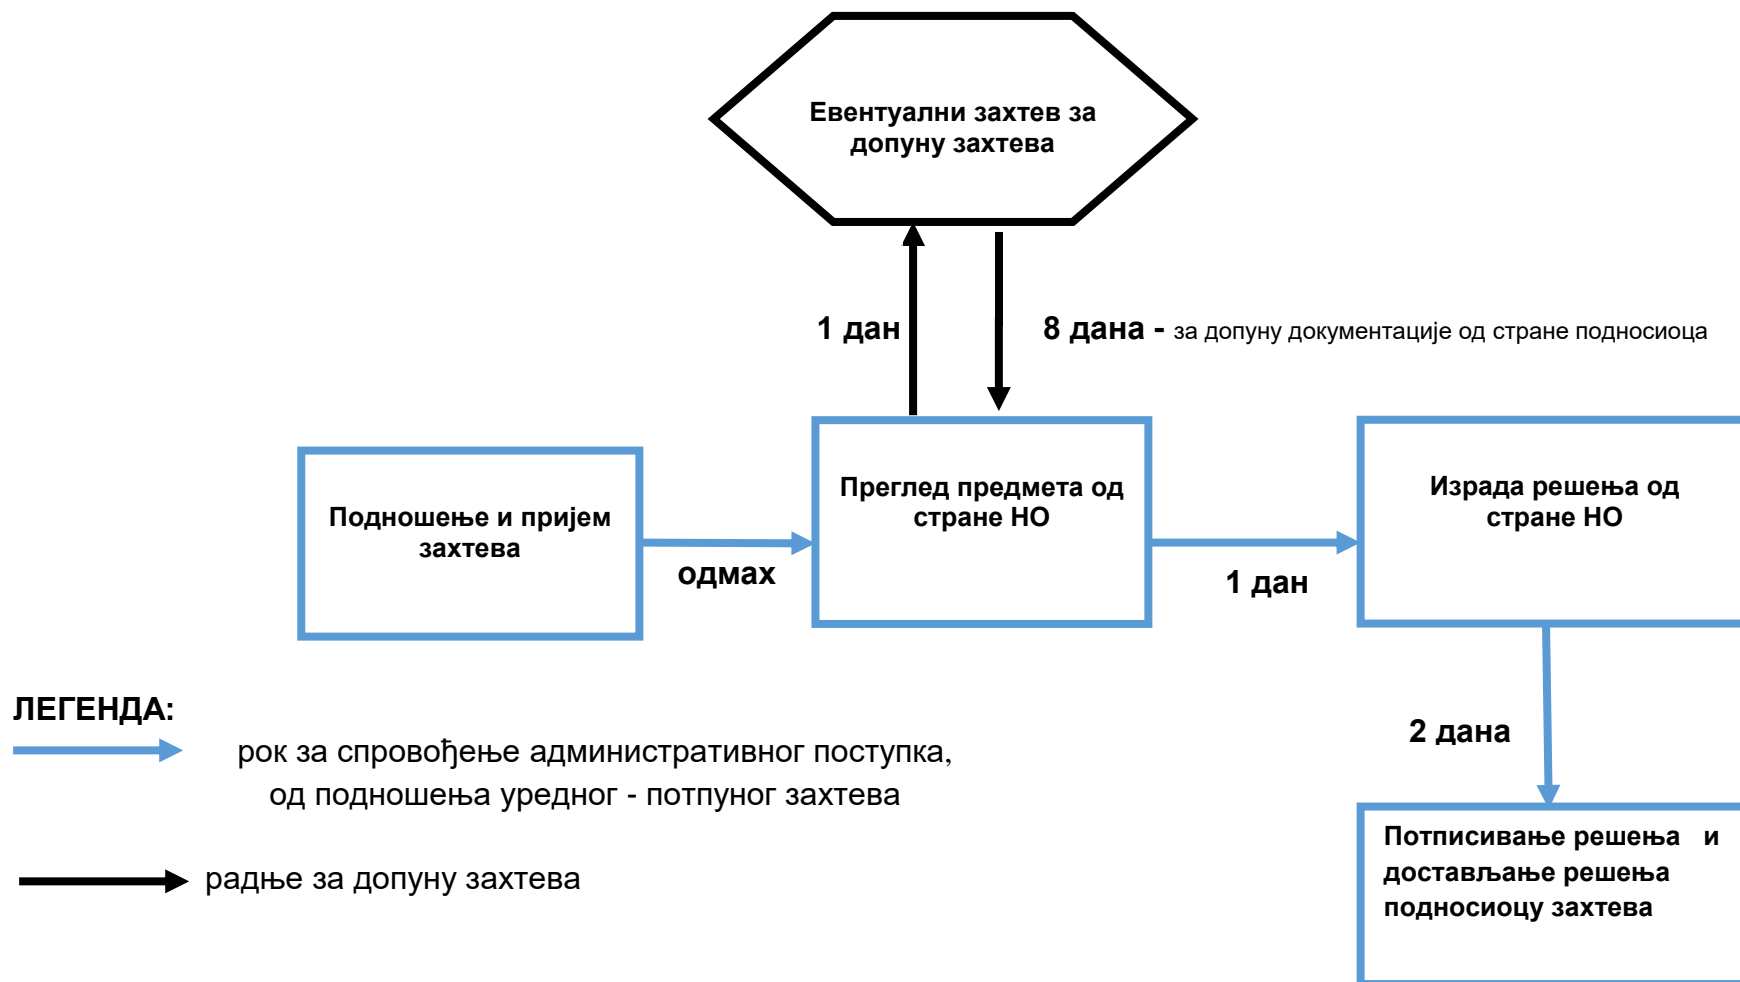 Евентуални захтев за
допуну захтева
1 дан
8 дана - за допуну документације од стране подносиоца
Подношење и пријем
захтева
одмах
Преглед предмета од
стране НО
1 дан
Израда решења од
стране НО
2 дана
Потписивање решења и
достављање решења
подносиоцу захтева
ЛЕГЕНДА:
рок за спровођење административног поступка,
од подношења уредног - потпуног захтева
радње за допуну захтева